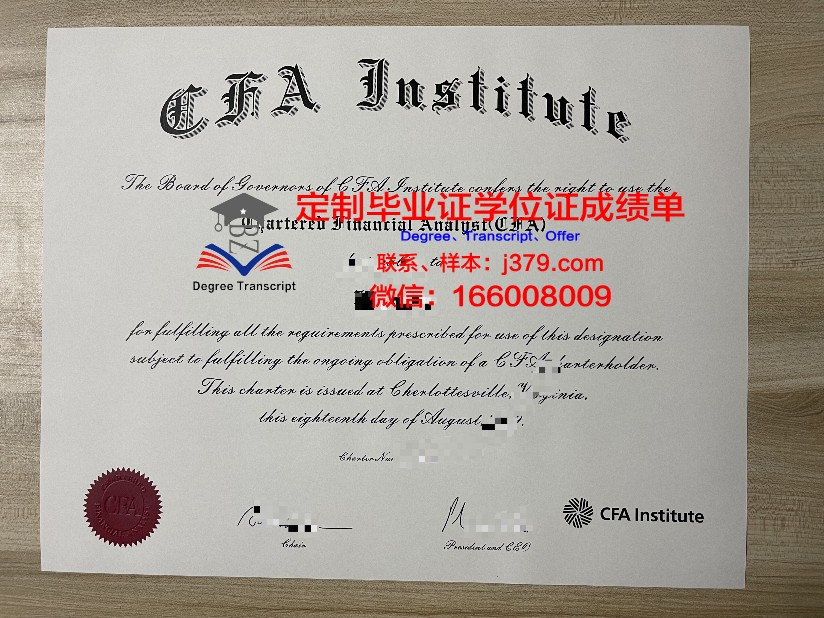 CFA Institute
The Board of Governors of CFA Institute confers the right to use the
定制毕业证学位证成绩单
Chartered Financial Analyst(CFA)
Degree、Transcript、Offer
to
联系、样本：j379.com
Degree Transcript
微信：166008009
for fulfilling all the requirements prescribed for use of this designation
subject to fulfilling the ongoing obligation of a CFA
This charter is issued at Cherlottesville,
this eighteenth day of August
CFA
CFA Institute
Chair
President and CEO